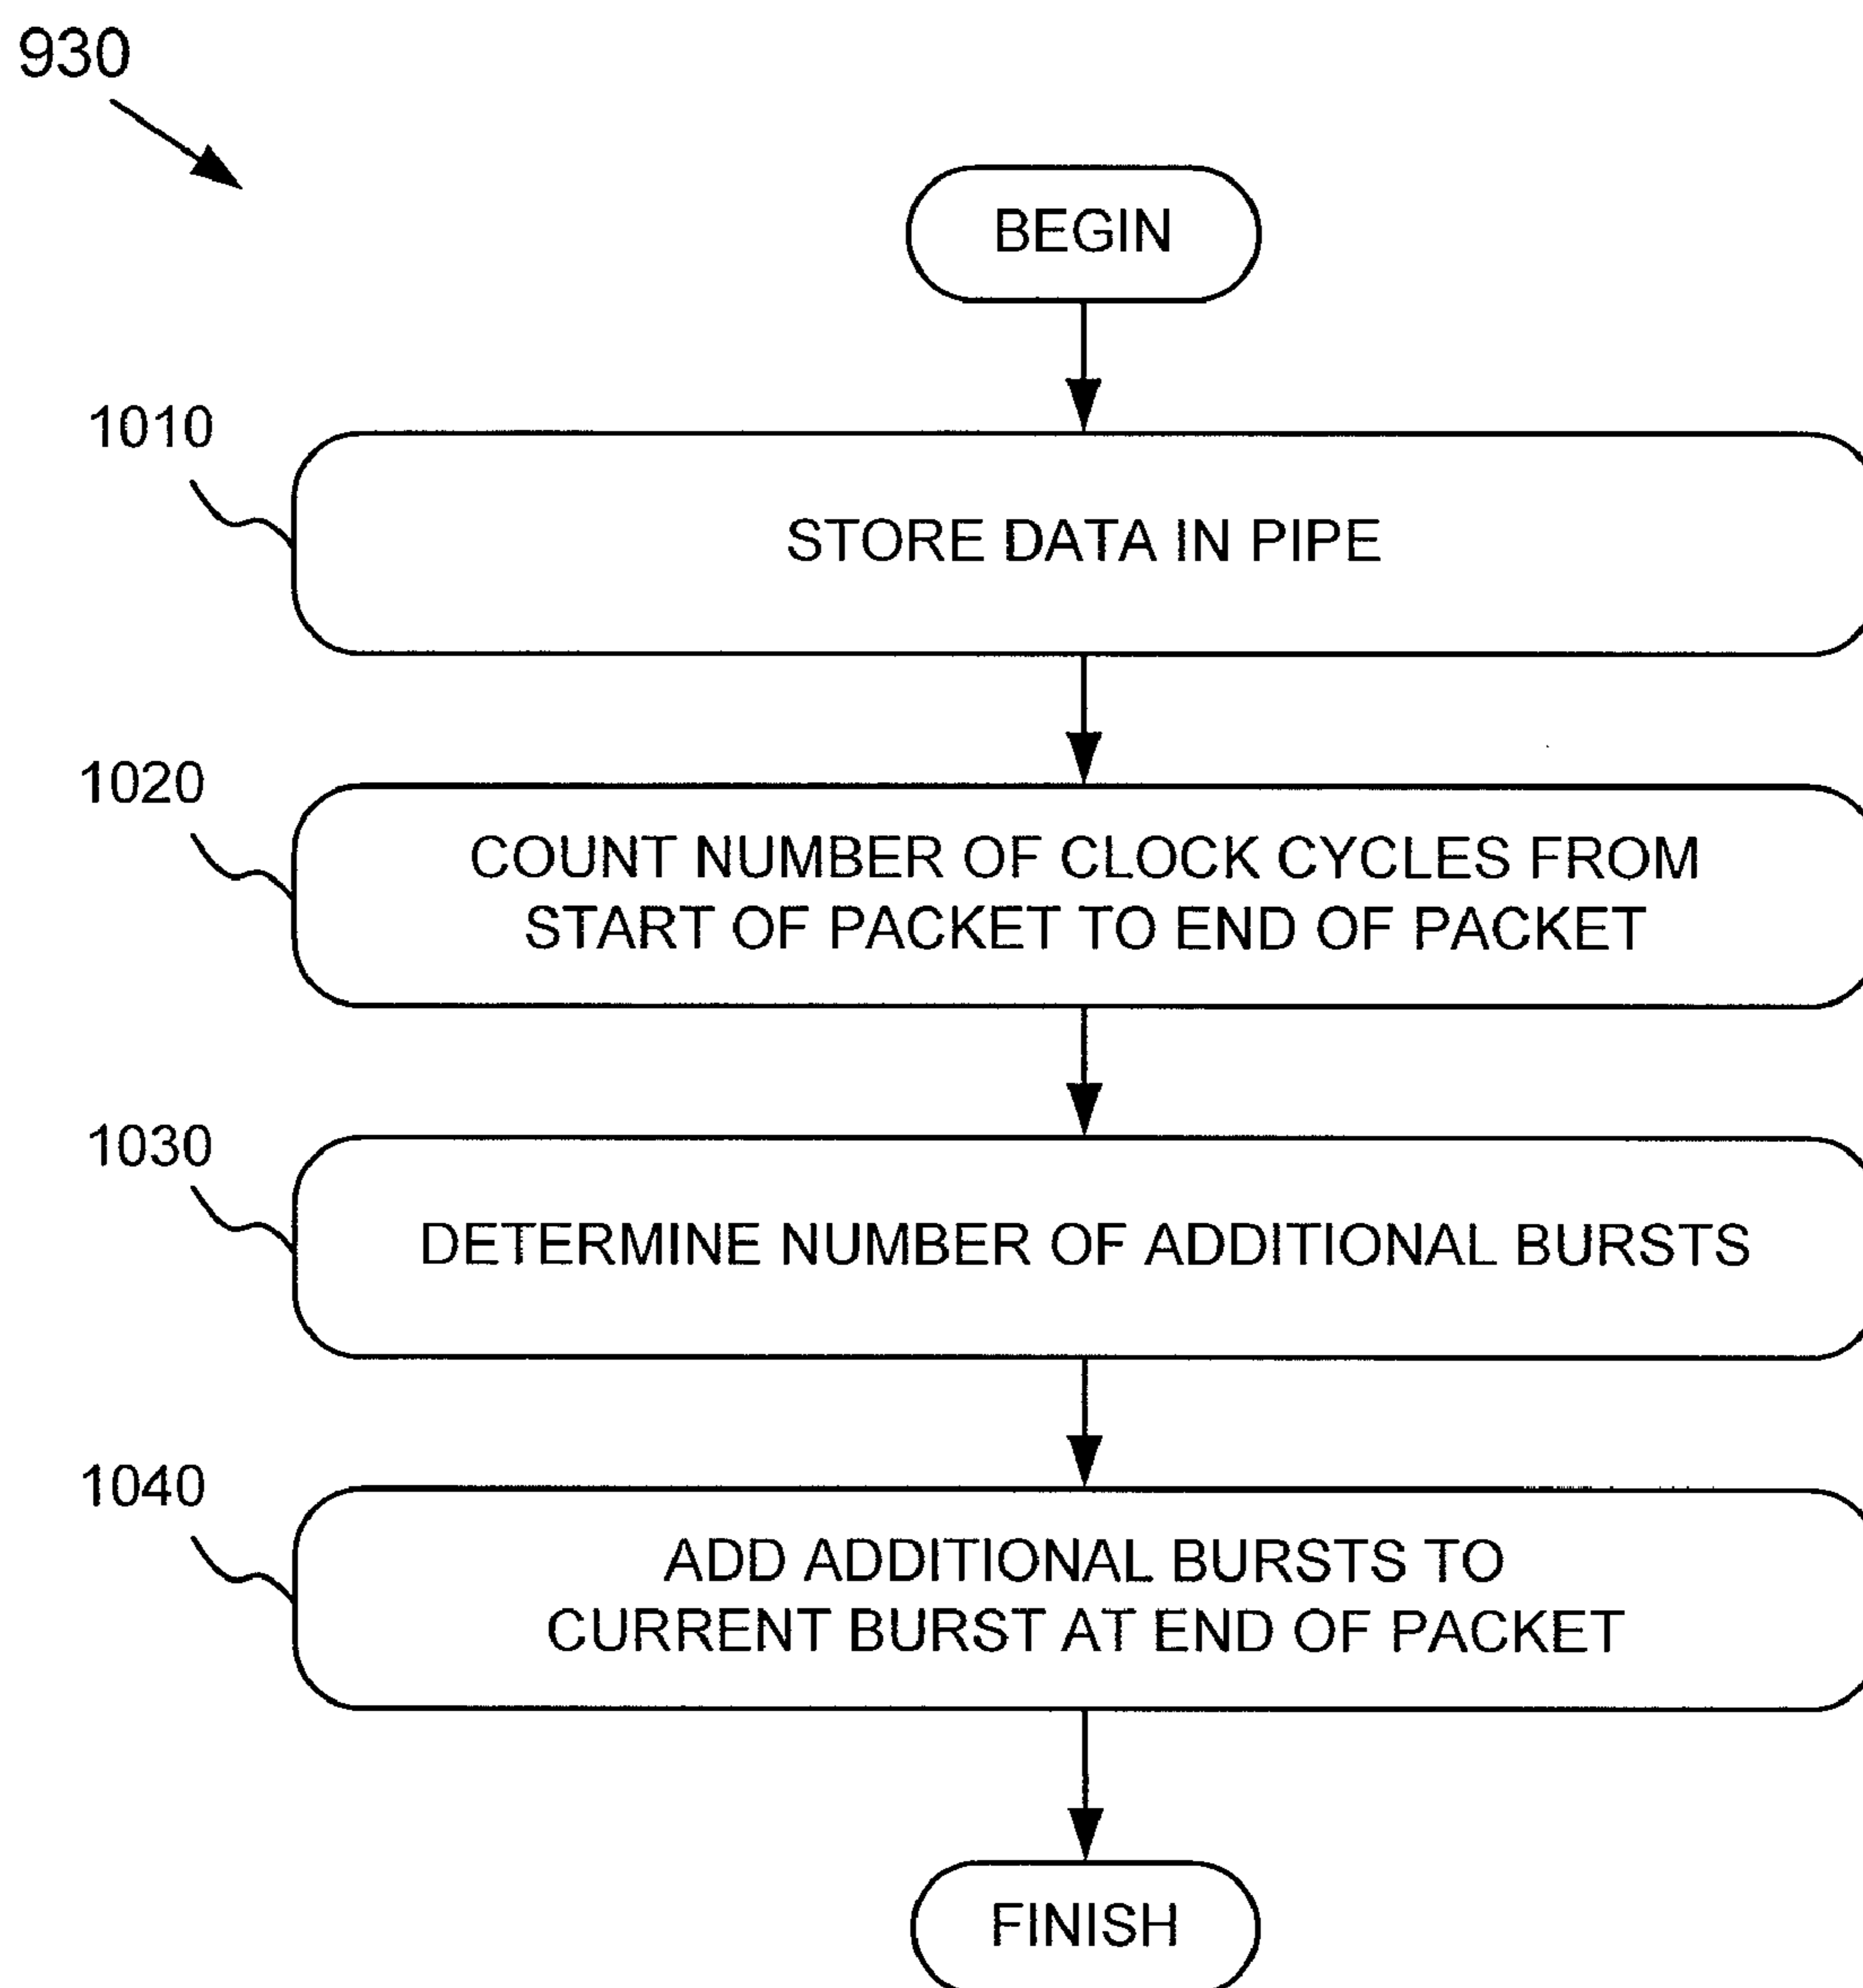 930
BEGIN
1010
STORE DATA IN PIPE
1020
COUNT NUMBER OF CLOCK CYCLES FROM
START OF PACKET TO END OF PACKET
1030
DETERMINE NUMBER OF ADDITIONAL BURSTS
1040
ADD ADDITIONAL BURSTS TO
CURRENT BURST AT END OF PACKET
FINISH